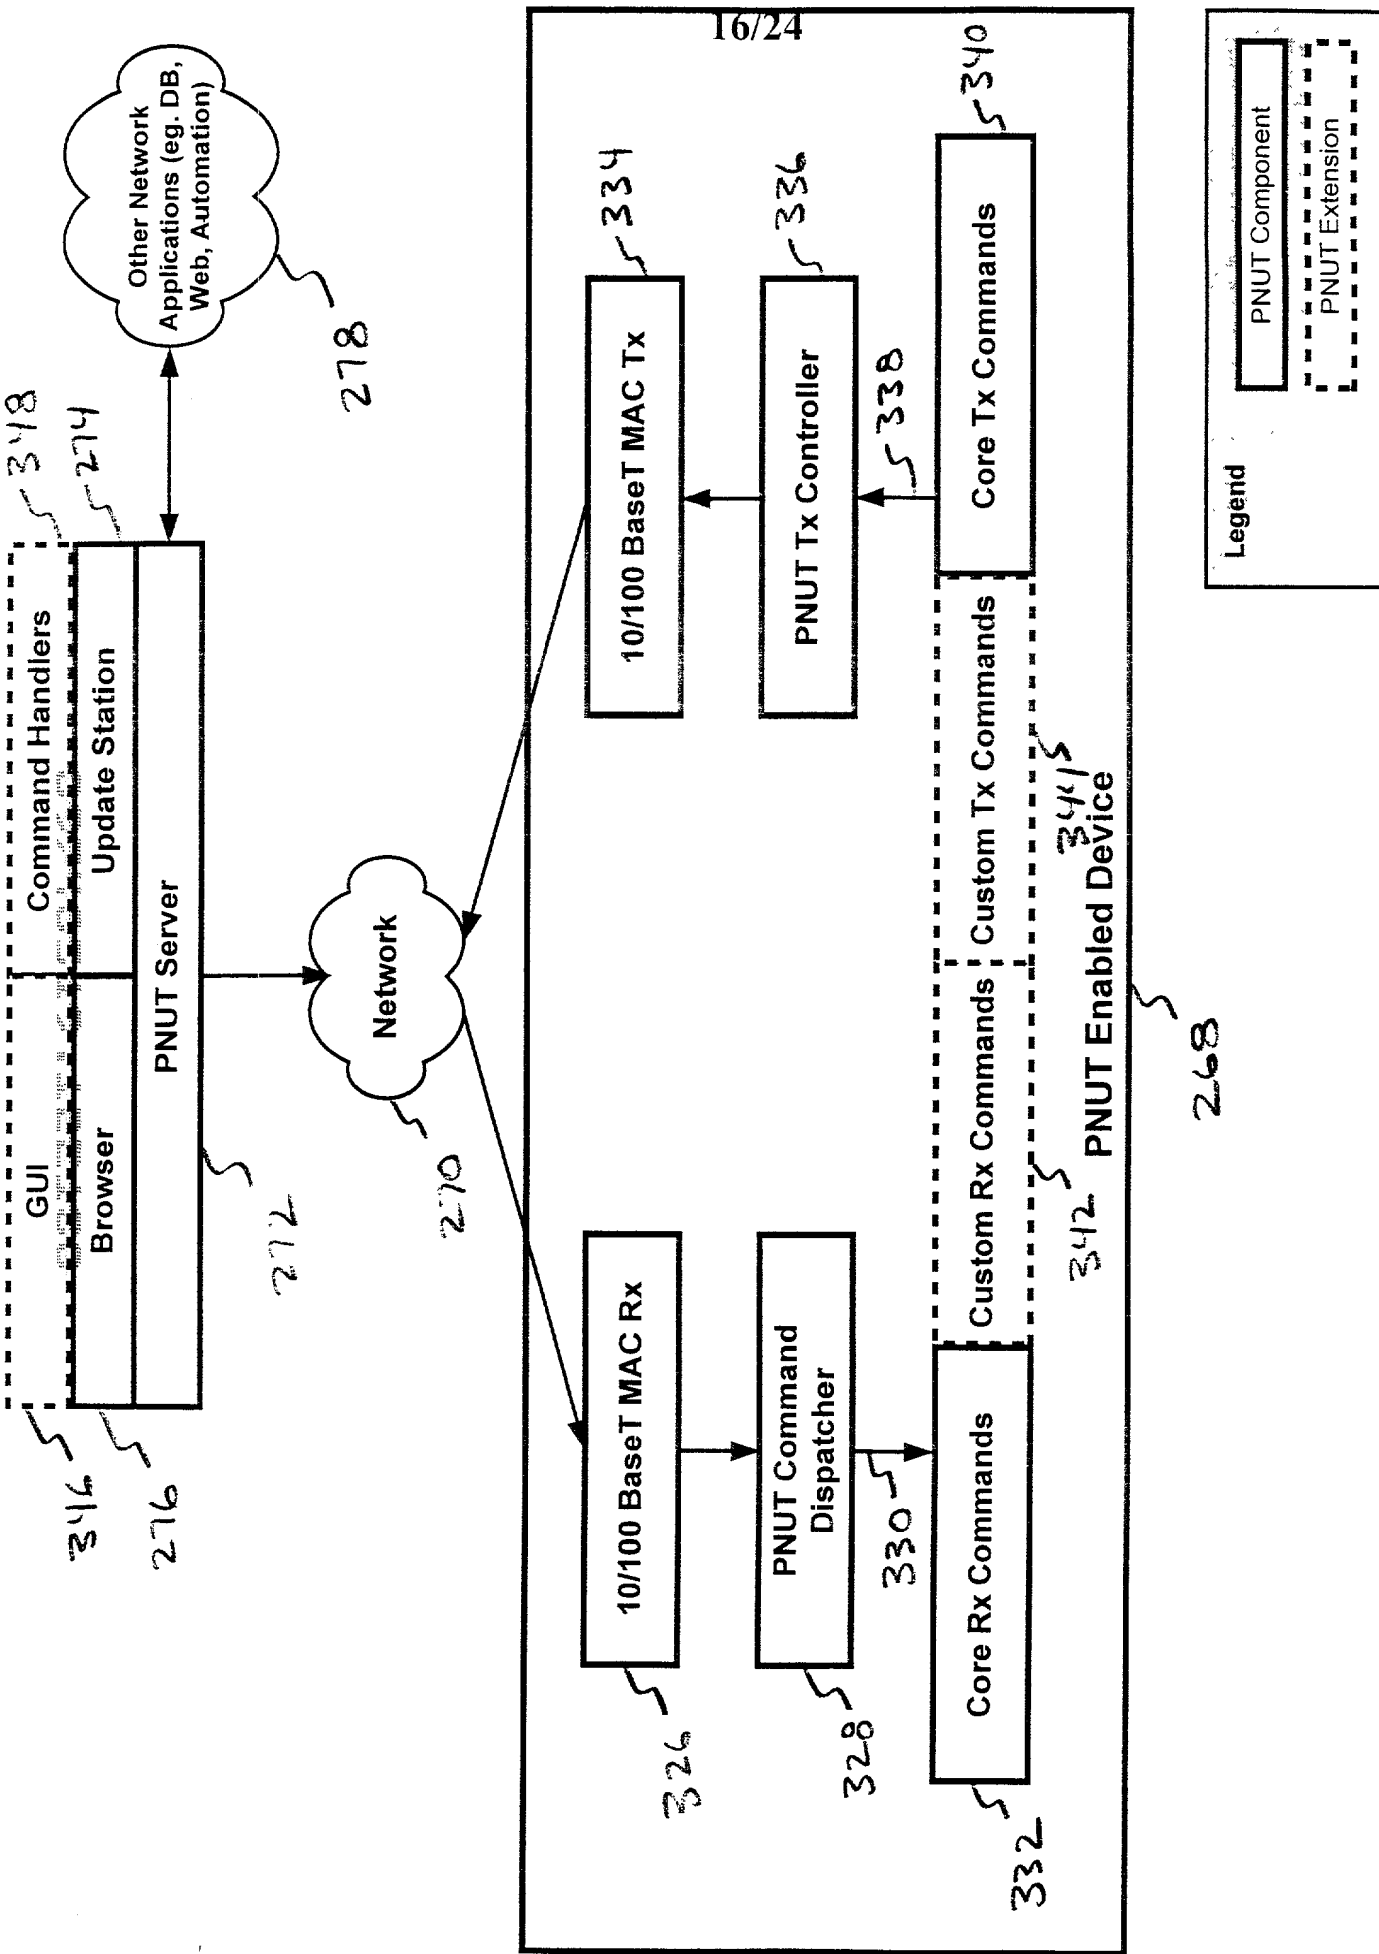 16/24
GUI
Command Handlers
348
346
Browser
Update Station
274
276
PNUT Server
272
Other Network
Applications (eg. DB,
Web, Automation)
278
Network
270
10/100 BaseT MAC Rx
326
10/100 BaseT MAC Tx
334
PNUT Command
Dispatcher
328
PNUT Tx Controller
336
330
338
Core Rx Commands
332
Custom Rx Commands
342
Custom Tx Commands
344
Core Tx Commands
340
PNUT Enabled Device
268
Legend
PNUT Component
PNUT Extension